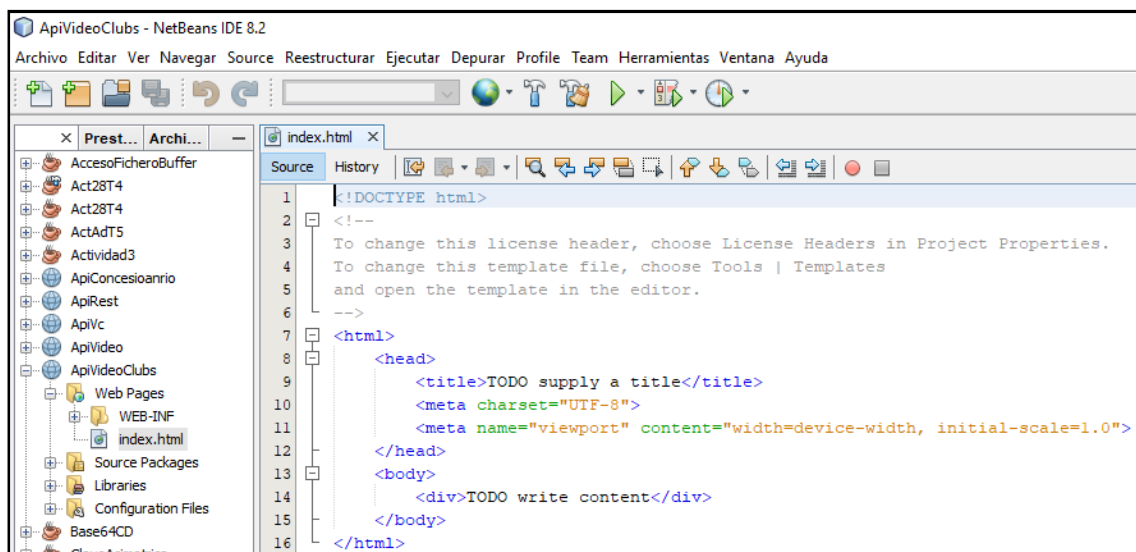 ApiVideoClubs - NetBeans IDE 8.2
Archivo Editar Ver Navegar Source Reestructurar Ejecutar Depurar Profile Team Herramientas Ventana Ayuda
Prest... Archi...
AccesoFicheroBuffer
Act28T4
Act28T4
ActAdT5
Actividad3
ApiConcesioanrio
ApiRest
ApiVc
ApiVideo
ApiVideoClubs
Web Pages
WEB-INF
index.html
Source Packages
Libraries
Configuration Files
Base64CD
index.html
Source History
1 <!DOCTYPE html>
2 <!--
3 To change this license header, choose License Headers in Project Properties.
4 To change this template file, choose Tools | Templates
5 and open the template in the editor.
6 -->
7 <html>
8 <head>
9 <title>TODO supply a title</title>
10 <meta charset="UTF-8">
11 <meta name="viewport" content="width=device-width, initial-scale=1.0">
12 </head>
13 <body>
14 <div>TODO write content</div>
15 </body>
16 </html>